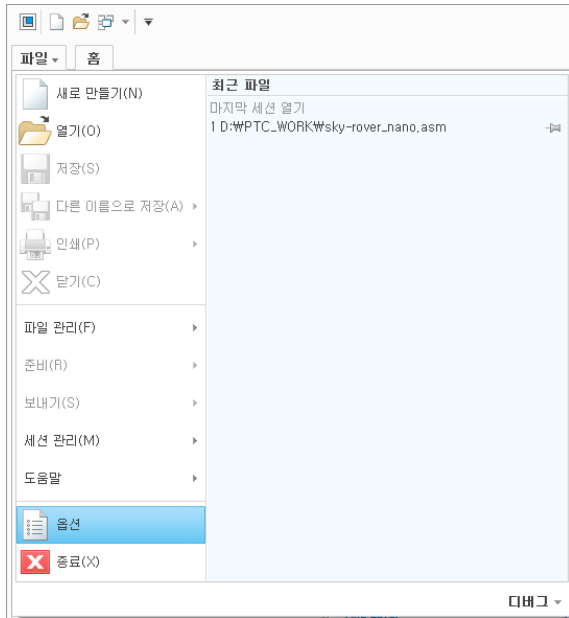 파일 홈
새로 만들기(N)
열기(O)
저장(S)
다른 이름으로 저장(A)
인쇄(P)
닫기(C)
파일 관리(F)
준비(R)
보내기(S)
세션 관리(M)
도움말
옵션
종료(X)
최근 파일
마지막 세션 열기
1 D:₩PTC_WORK₩sky-rover_nano.asm
디버그